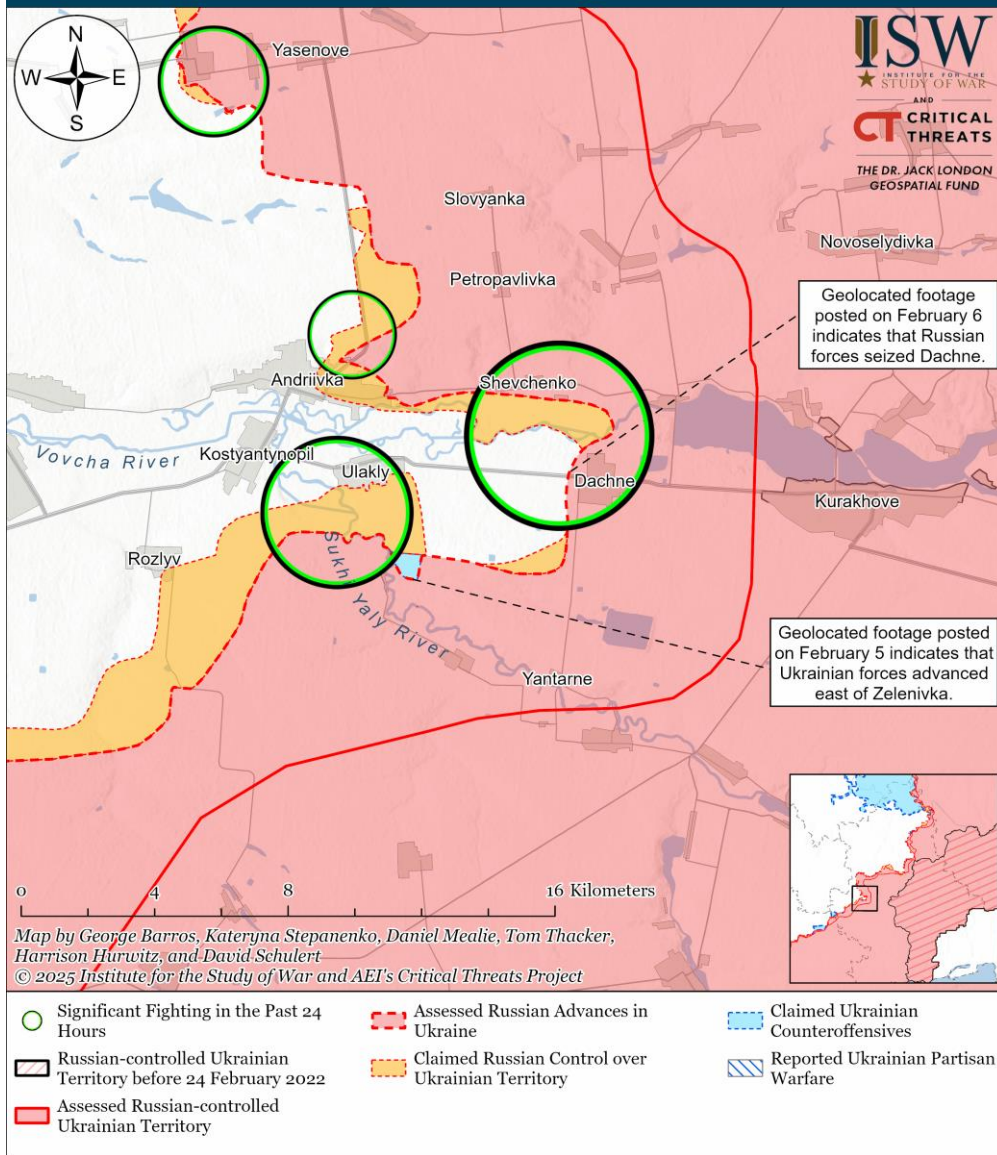 N
W E
S
Yasenove
ISW
INSTITUTE FOR THE
STUDY OF WAR
AND
CT CRITICAL
THREATS
THE DR. JACK LONDON
GEOSPATIAL FUND
Slovyanka
Novoselydivka
Petropavlivka
Geolocated footage
posted on February 6
indicates that Russian
forces seized Dachne.
Andriivka
Shevchenko
Vovcha River
Kostyantynopil
Ulakly
Dachne
Kurakhove
Rozlyv
Sukhi Yaly River
Geolocated footage posted
on February 5 indicates that
Ukrainian forces advanced
east of Zelenivka.
Yantarne
0 4 8 16 Kilometers
Map by George Barros, Kateryna Stepanenko, Daniel Mealie, Tom Thacker,
Harrison Hurwitz, and David Schulert
© 2025 Institute for the Study of War and AEI's Critical Threats Project
Significant Fighting in the Past 24
Hours
Russian-controlled Ukrainian
Territory before 24 February 2022
Assessed Russian-controlled
Ukrainian Territory
Assessed Russian Advances in
Ukraine
Claimed Russian Control over
Ukrainian Territory
Claimed Ukrainian
Counteroffensives
Reported Ukrainian Partisan
Warfare